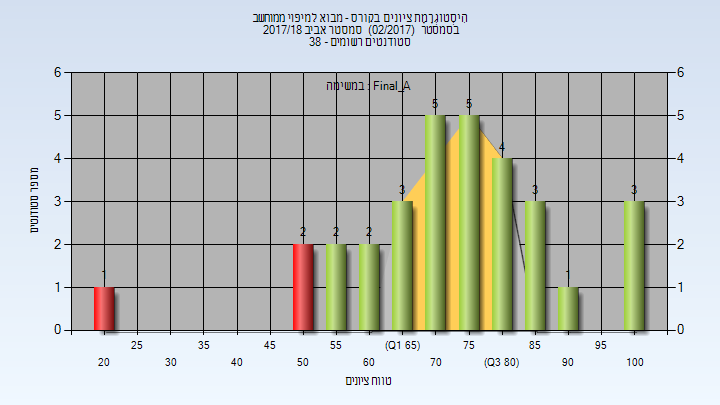 היסטוגרמת ציונים בקורס - מבוא למיפוי ממוחשב
בסמסטר (02/2017) סמסטר אביב 2017/18
סטודנטים רשומים - 38
במשימה : Final_A
6 6
5 5
4 4
3 3
2 2
1 1
0 0
1 2 2 2 3 5 5 4 3 1 3
מספר סטודנטים
25 35 45 55 (Q1 65) 75 85 95
20 30 40 50 60 70 (Q3 80) 90 100
טווח ציונים